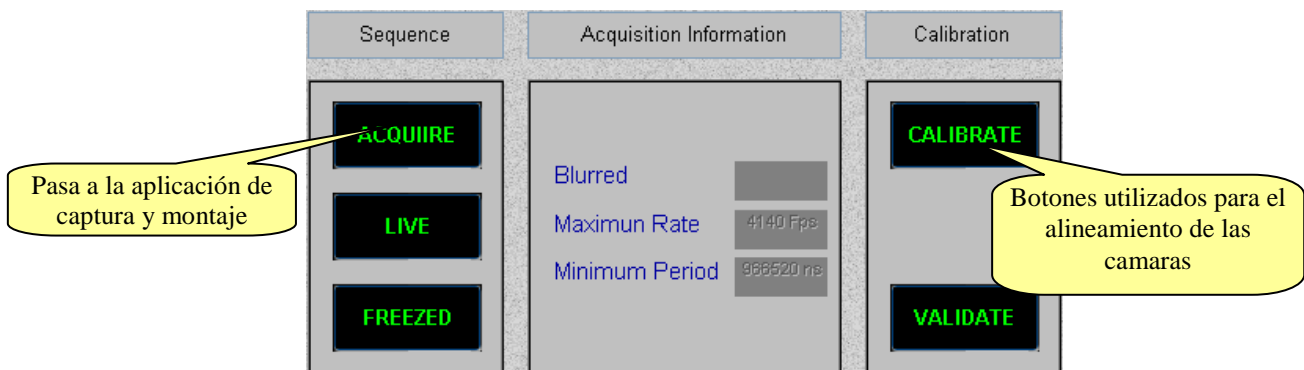 Sequence
Acquisition Information
Calibration
ACQUIIRE
CALIBRATE
Pasa a la aplicación de
captura y montaje
Blurred
Botones utilizados para el
alineamiento de las
camaras
LIVE
Maximun Rate
4140 Fps
Minimum Period
966520 ns
FREEZED
VALIDATE